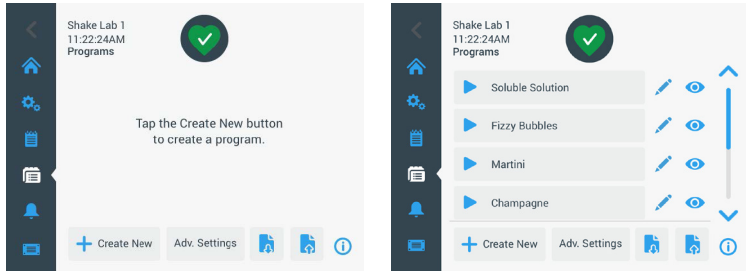 Shake Lab 1
11:22:24AM
Programs
Tap the Create New button
to create a program.
Create New
Adv. Settings
Shake Lab 1
11:22:24AM
Programs
Soluble Solution
Fizzy Bubbles
Martini
Champagne
Create New
Adv. Settings